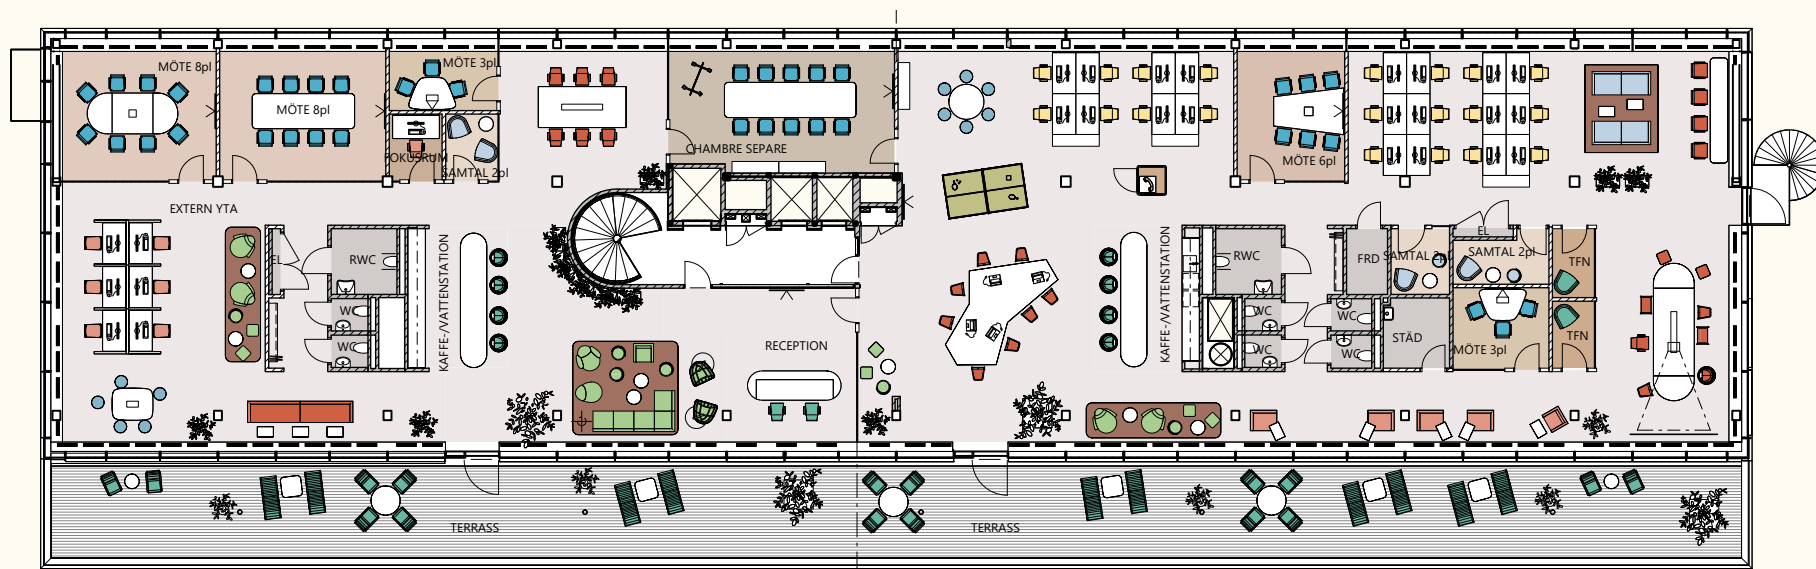 MÖTE 8pl
MÖTE 8pl
MÖTE 3pl
FOKUSRUM
SAMTAL 2pl
CHAMBRE SEPARE
MÖTE 6pl
EXTERN YTA
EL
RWC
WC
WC
KAFFE-/VATTENSTATION
RECEPTION
KAFFE-/VATTENSTATION
RWC
WC
WC
WC
WC
FRD
SAMTAL 2pl
EL
SAMTAL 2pl
TFN
TFN
STÄD
MÖTE 3pl
TERRASS
TERRASS